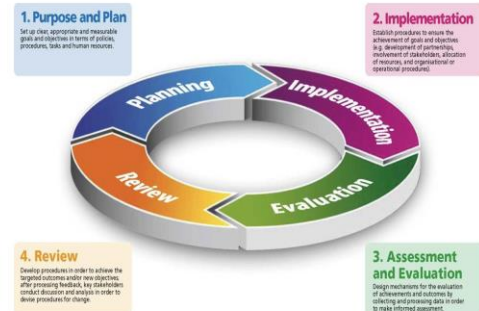 1. Purpose and Plan
Set up clear, appropriate and measurable
goals and objectives in terms of policies,
procedures, tasks and human resources.
2. Implementation
Establish procedures to ensure the
achievement of goals and objectives
(e.g. development of partnerships,
involvement of stakeholders, allocation
of resources, and organisational or
operational procedures).
Planning
Implementation
Review
Evaluation
4. Review
Develop procedures in order to achieve the
targeted outcomes and/or new objectives;
after processing feedback, key stakeholders
conduct discussion and analysis in order to
devise procedures for change.
3. Assessment
and Evaluation
Design mechanisms for the evaluation
of achievements and outcomes by
collecting and processing data in order
to make informed assessment.